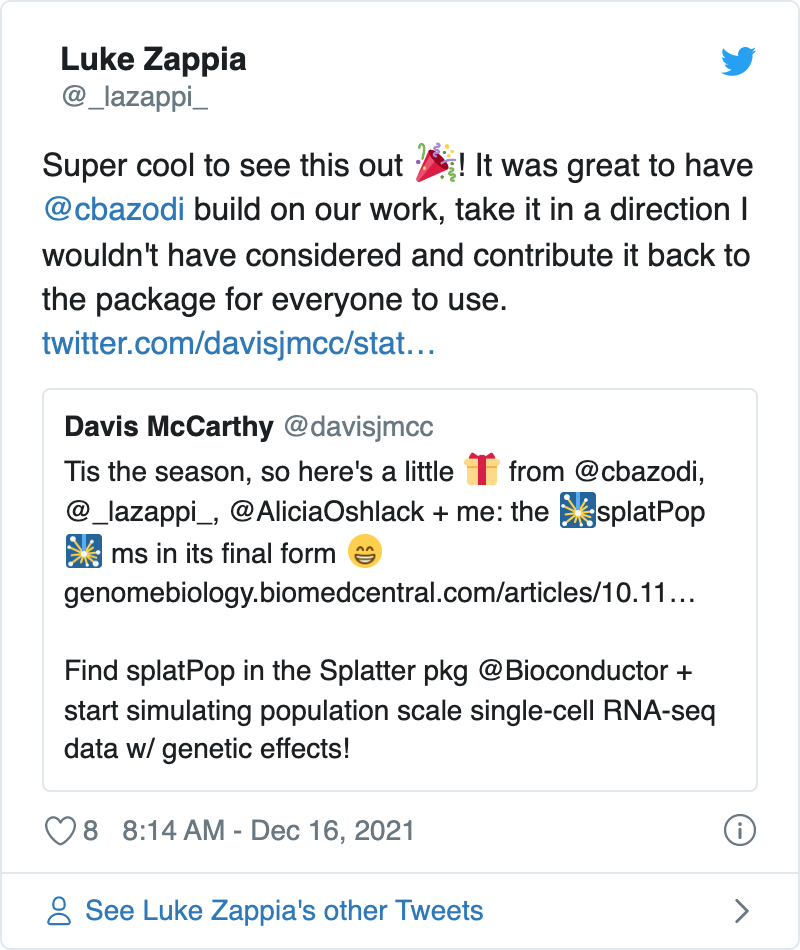 Luke Zappia
@_lazappi_
Super cool to see this out 🎉! It was great to have
@cbazodi build on our work, take it in a direction I
wouldn't have considered and contribute it back to
the package for everyone to use.
twitter.com/davisjmcc/stat…
Davis McCarthy @davisjmcc
Tis the season, so here's a little 🎁 from @cbazodi,
@_lazappi_, @AliciaOshlack + me: the 🎇splatPop
🎇 ms in its final form 😁
genomebiology.biomedcentral.com/articles/10.11…
Find splatPop in the Splatter pkg @Bioconductor +
start simulating population scale single-cell RNA-seq
data w/ genetic effects!
8 8:14 AM - Dec 16, 2021
See Luke Zappia's other Tweets